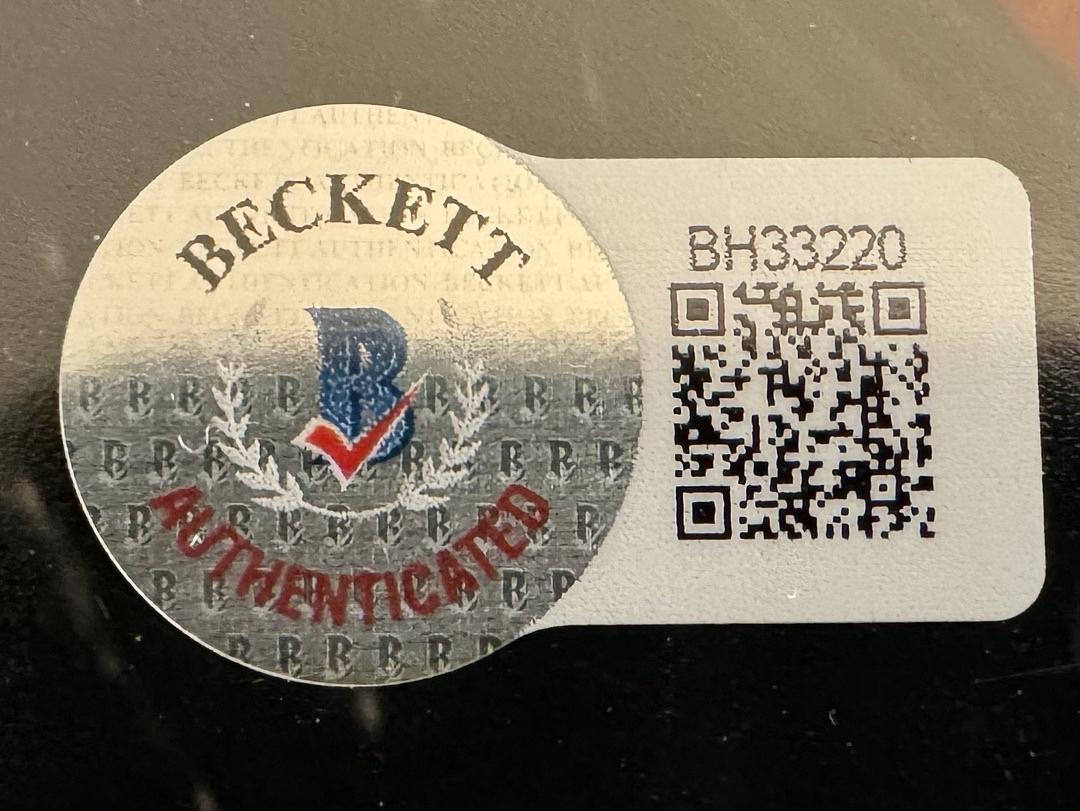 BECKETT
B
AUTHENTICATED
BH33220